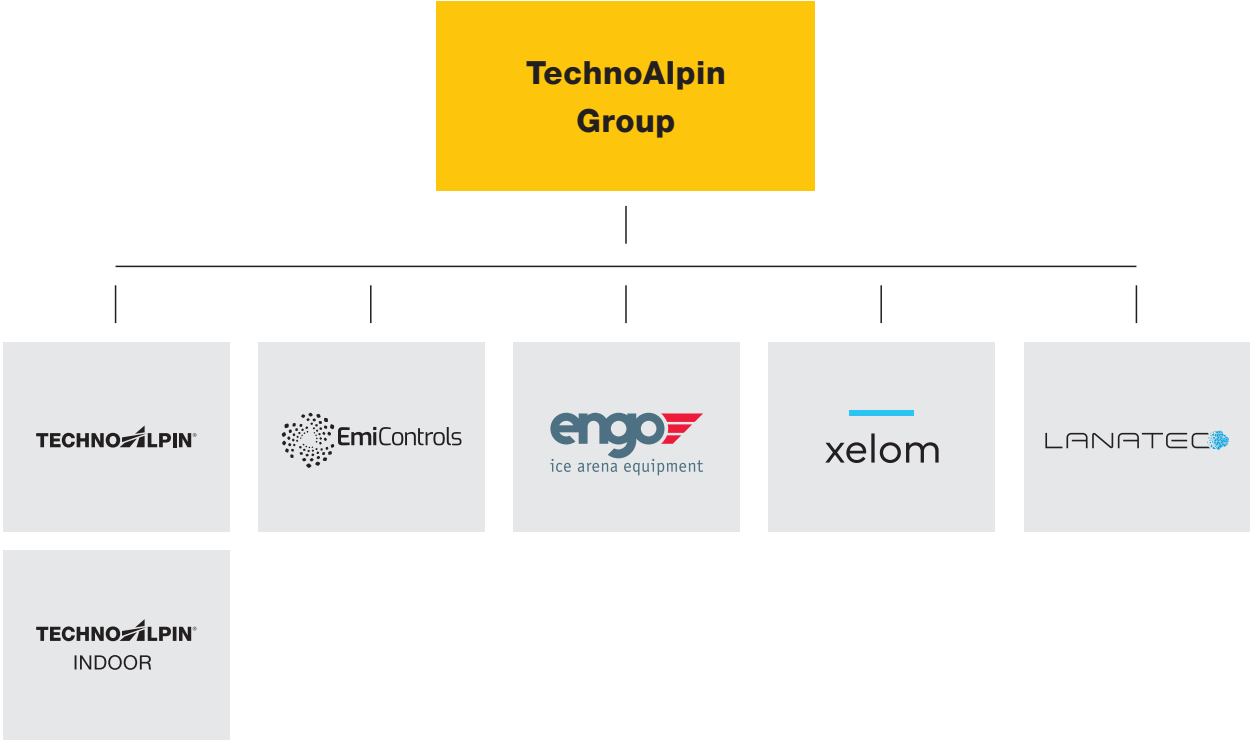 TechnoAlpin
Group
TECHNOALPIN®
EmiControls
engo
ice arena equipment
xelom
LANATEC
TECHNOALPIN®
INDOOR